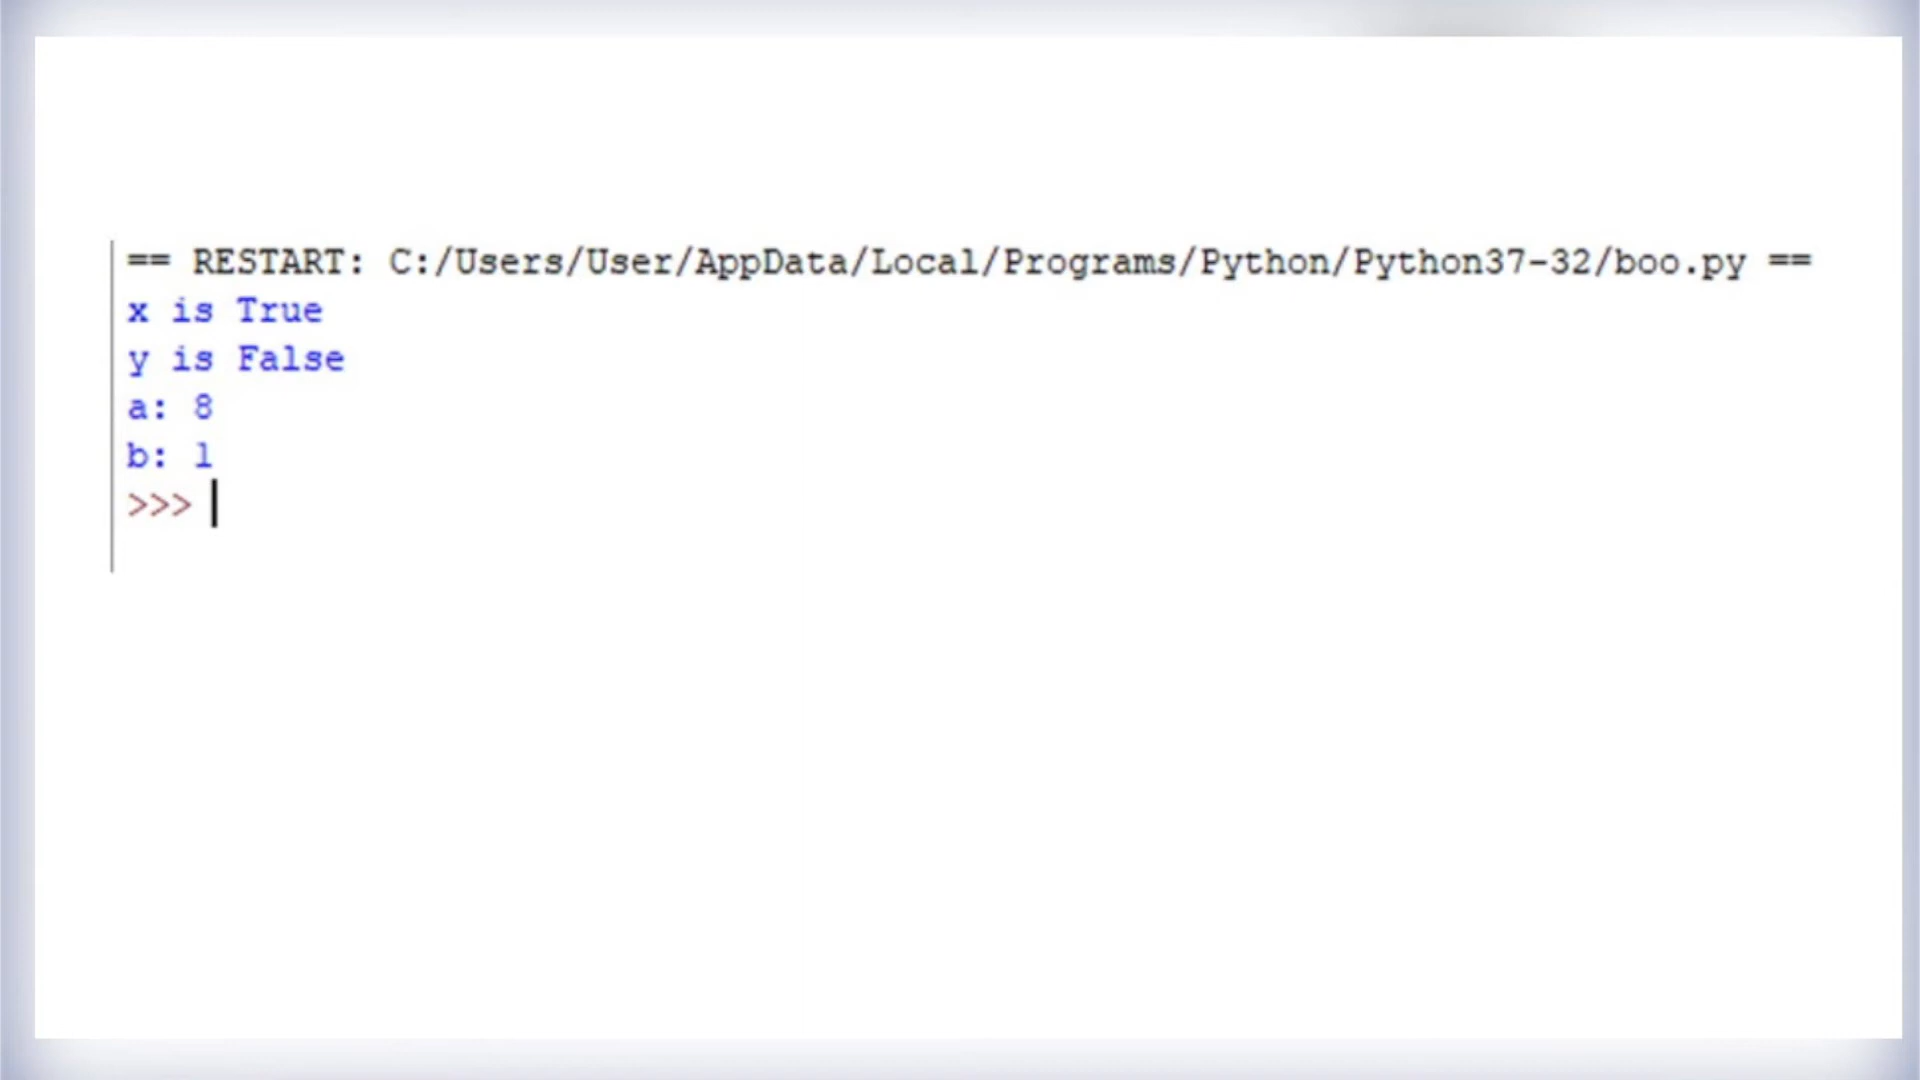 == RESTART: C:/Users/User/AppData/Local/Programs/Python/Python37-32/boo.py ==
x is True
y is False
a: 8
b: 1
>>>